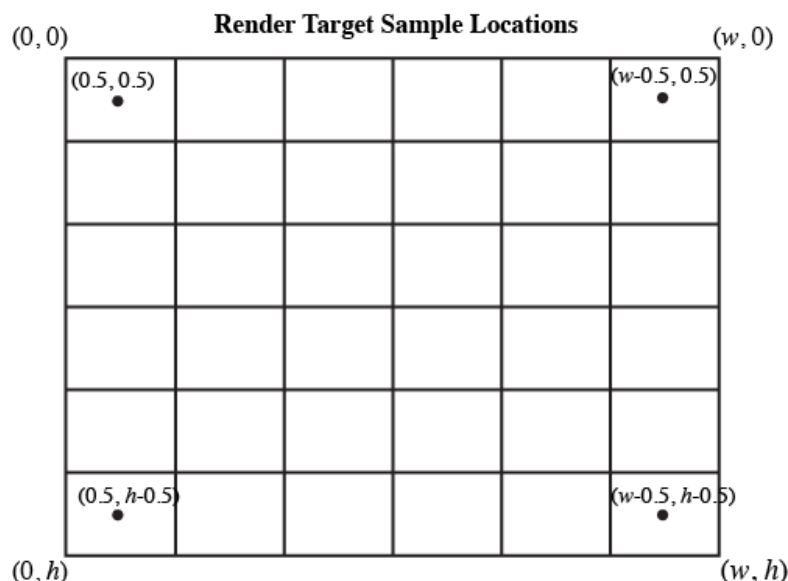 Render Target Sample Locations
(0, 0)
(w, 0)
(0.5, 0.5)
(w-0.5, 0.5)
(0.5, h-0.5)
(w-0.5, h-0.5)
(0, h)
(w, h)